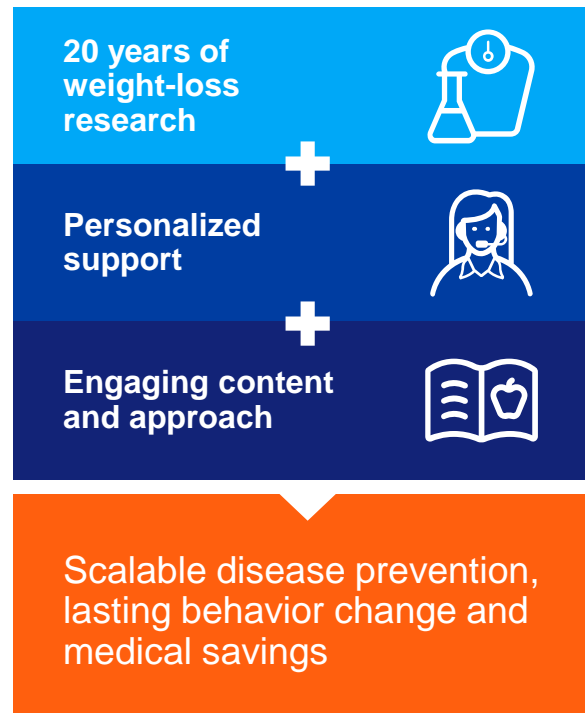 20 years of
weight-loss
research
Personalized
support
Engaging content
and approach
Scalable disease prevention,
lasting behavior change and
medical savings